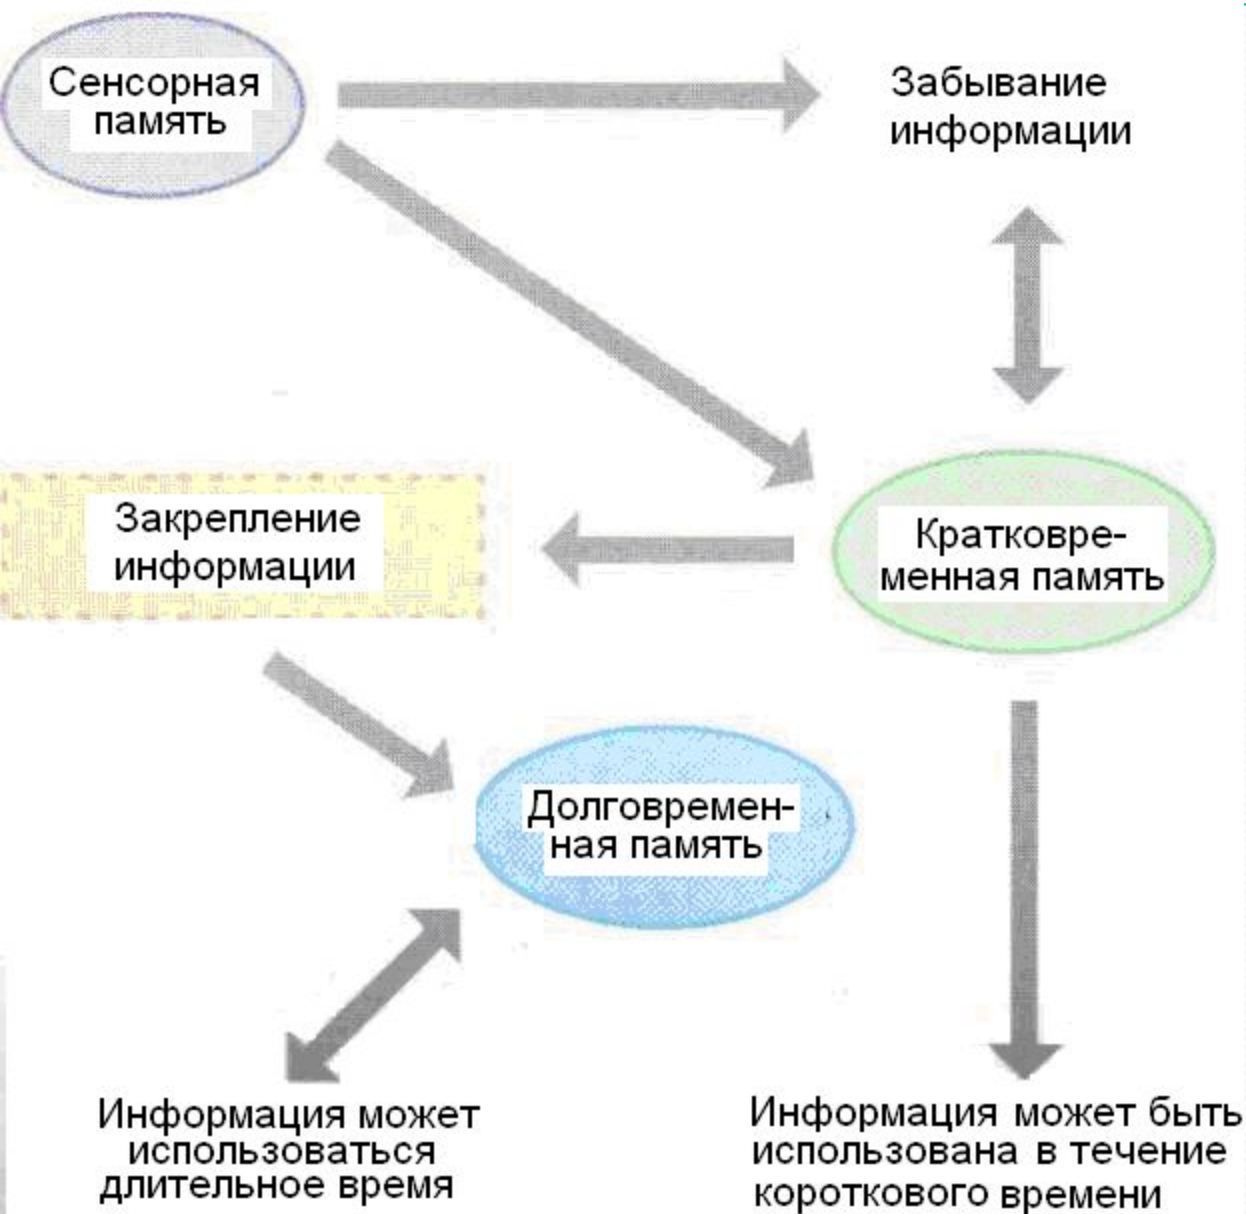 Сенсорная
память
Забывание
информации
Закрепление
информации
Кратковре-
менная память
Долговремен-
ная память
Информация может
использоваться
длительное время
Информация может быть
использована в течение
короткового времени